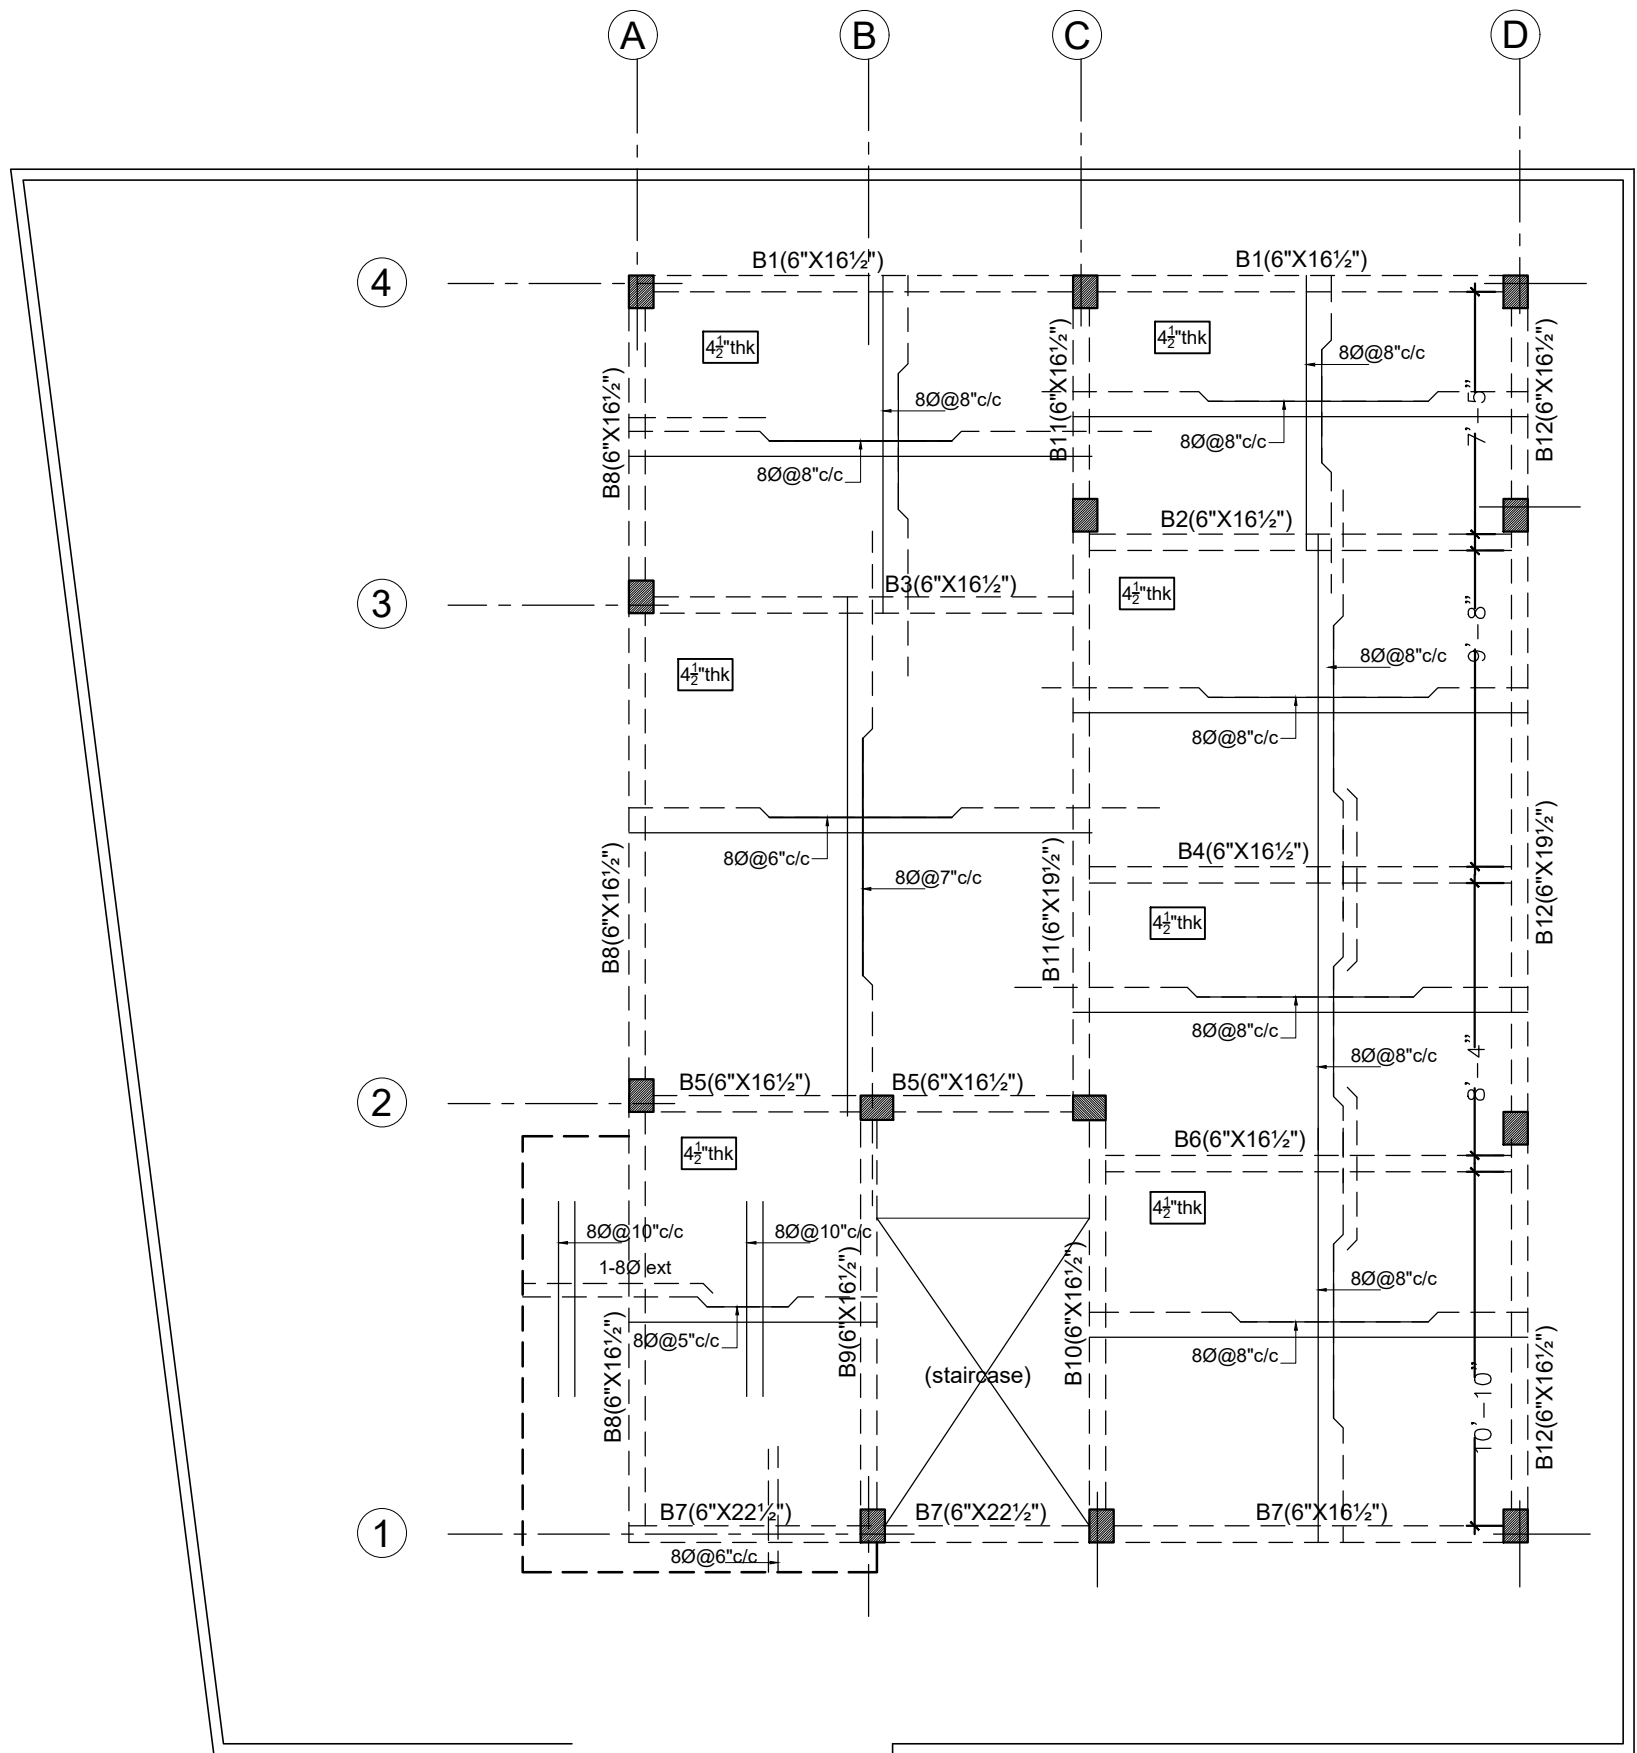 A
B
C
D
4
B1(6"X16½")
B1(6"X16½")
4½"thk
4½"thk
8Ø@8"c/c
B8(6"X16½")
B11(6"X16½")
B12(6"X16½")
7'-5"
8Ø@8"c/c
8Ø@8"c/c
8Ø@8"c/c
B2(6"X16½")
3
B3(6"X16½")
4½"thk
9'-8"
4½"thk
8Ø@8"c/c
8Ø@8"c/c
8Ø@6"c/c
B4(6"X16½")
8Ø@7"c/c
B8(6"X16½")
B11(6"X19½")
B12(6"X19½")
4½"thk
8Ø@8"c/c
8Ø@8"c/c
8'-4"
2
B5(6"X16½")
B5(6"X16½")
B6(6"X16½")
4½"thk
4½"thk
8Ø@10"c/c
8Ø@10"c/c
1-8Ø ext
8Ø@8"c/c
8Ø@5"c/c
B8(6"X16½")
B9(6"X16½")
B10(6"X16½")
8Ø@8"c/c
(staircase)
10'-10"
B12(6"X16½")
1
B7(6"X22½")
B7(6"X22½")
B7(6"X16½")
8Ø@6"c/c